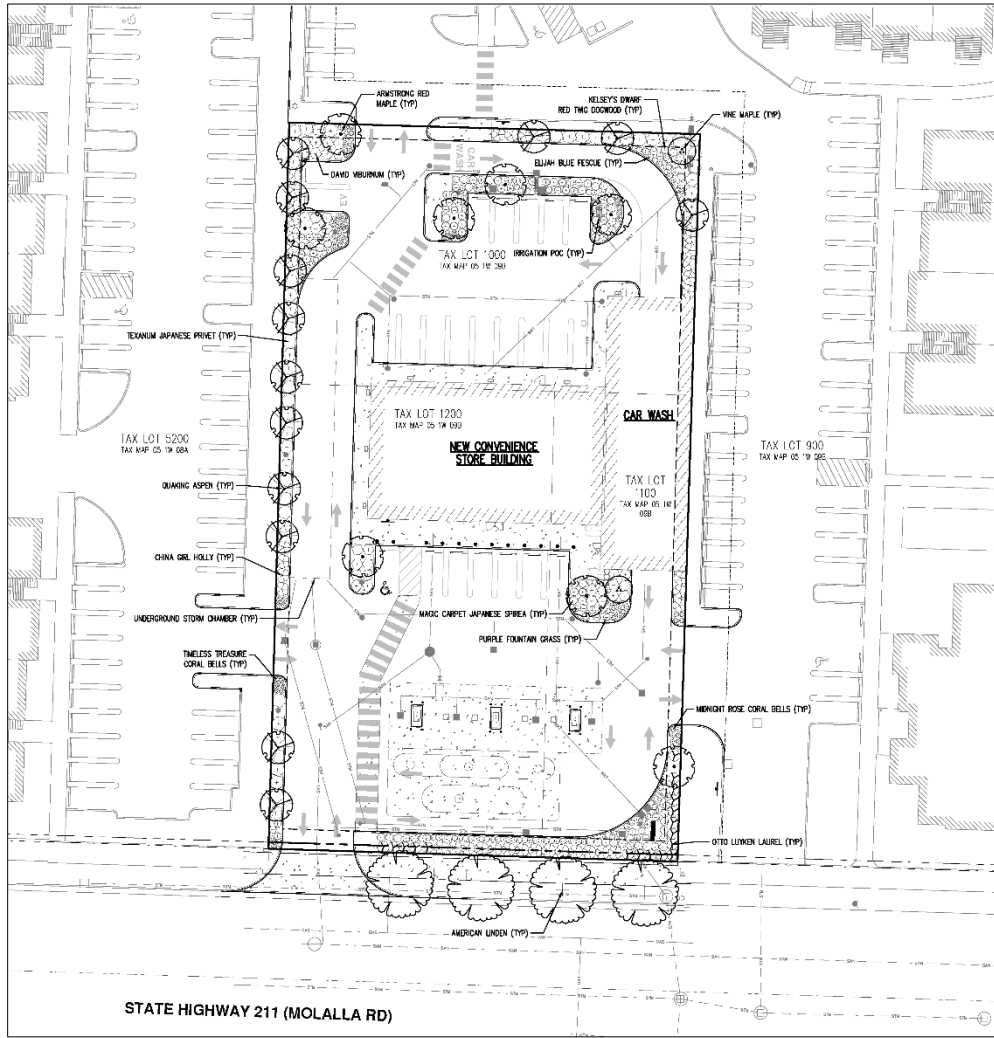 ARMSTRONG RED
MAPLE (TYP)
KELSEY'S DWARF
RED TWIG DOGWOOD (TYP)
VINE MAPLE (TYP)
CAR
WASH
ELIJAH BLUE FESCUE (TYP)
DAVID VIBURNUM (TYP)
TAX LOT 1000
TAX MAP 05 1W 09B
IRRIGATION POC (TYP)
TEXANUM JAPANESE PRIVET (TYP)
TAX LOT 1200
TAX MAP 05 1W 09B
CAR WASH
TAX LOT 5200
TAX MAP 05 1W 08A
NEW CONVENIENCE
STORE BUILDING
TAX LOT 900
TAX MAP 05 1W 09B
TAX LOT
1100
TAX MAP 05 1W
09B
QUAKING ASPEN (TYP)
CHINA GIRL HOLLY (TYP)
UNDERGROUND STORM CHAMBER (TYP)
MAGIC CARPET JAPANESE SPIREA (TYP)
PURPLE FOUNTAIN GRASS (TYP)
TIMELESS TREASURE
CORAL BELLS (TYP)
MIDNIGHT ROSE CORAL BELLS (TYP)
OTTO LUYKEN LAUREL (TYP)
AMERICAN LINDEN (TYP)
STATE HIGHWAY 211 (MOLALLA RD)